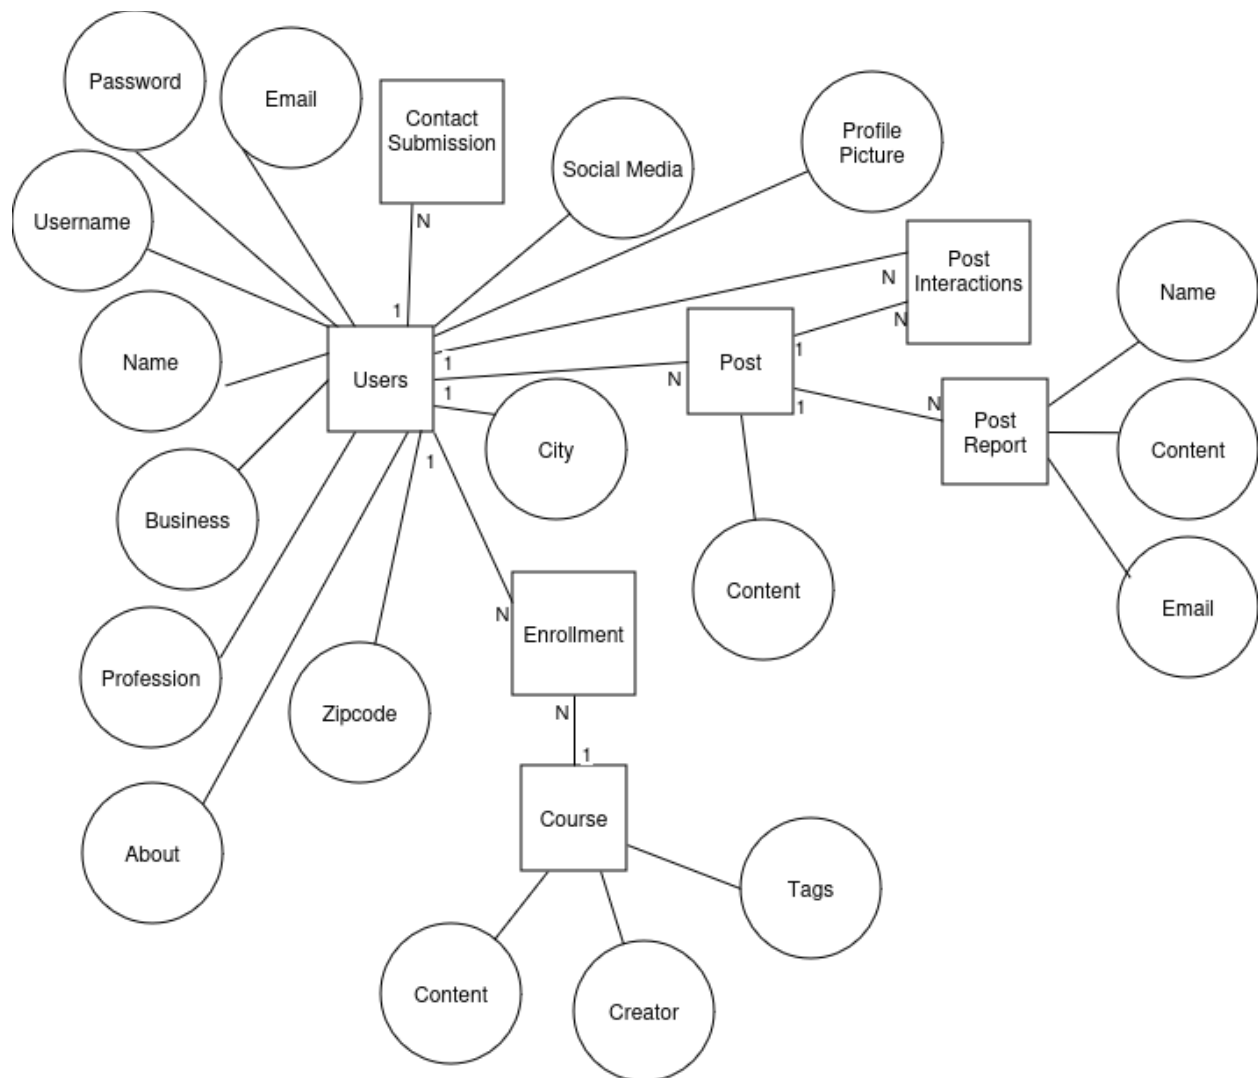 Password
Email
Contact
Submission
Social Media
Profile
Picture
Username
N
Post
Interactions
N
Name
1
N
Name
Users
1
1
N
Post
1
1
N
Post
Report
City
Content
1
Business
Content
N
Enrollment
Email
Profession
Zipcode
N
1
Course
About
Tags
Content
Creator